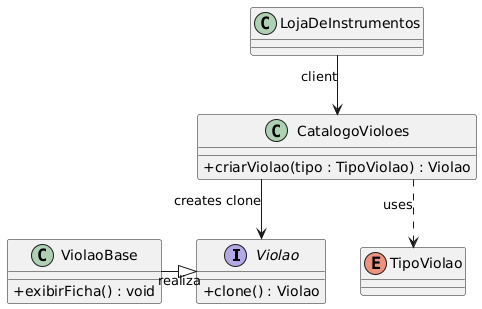 C LojaDeInstrumentos
client
C CatalogoVioloes
+criarViolao(tipo : TipoViolao) : Violao
creates clone
uses
C ViolaoBase
+exibirFicha() : void
realiza
I Violao
+clone() : Violao
E TipoViolao